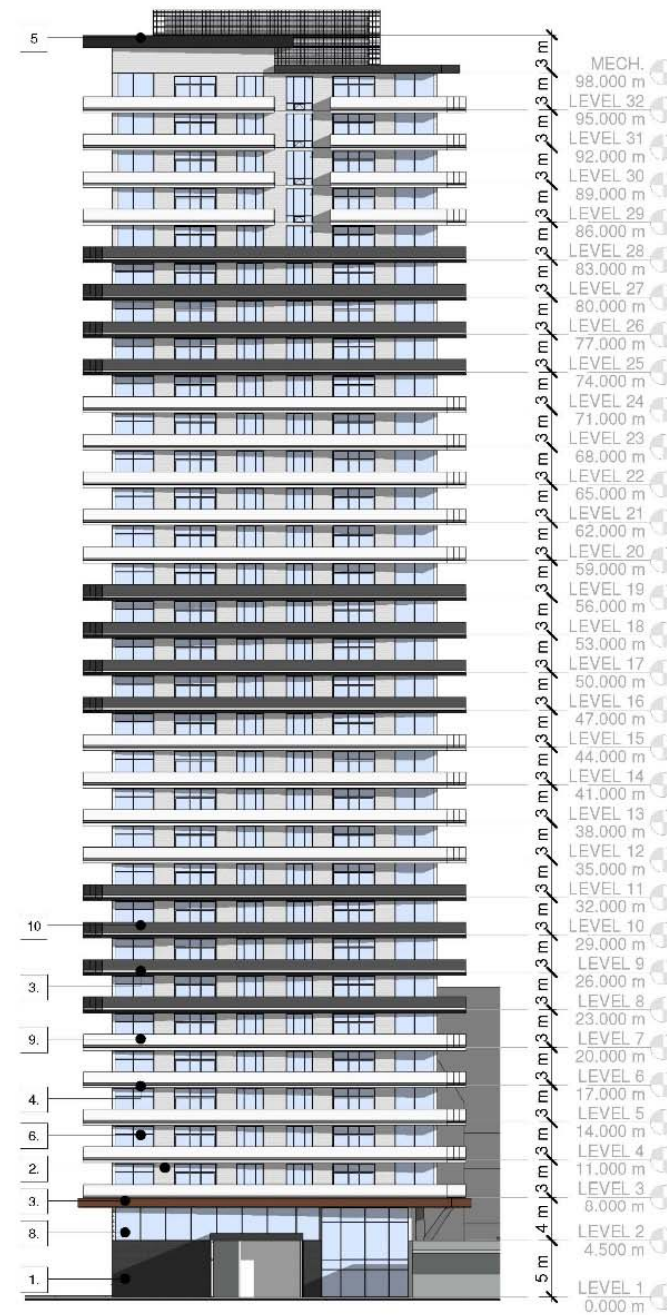 5
3 m
MECH.
98.000 m
3 m
LEVEL 32
95.000 m
3 m
LEVEL 31
92.000 m
3 m
LEVEL 30
89.000 m
3 m
LEVEL 29
86.000 m
3 m
LEVEL 28
83.000 m
3 m
LEVEL 27
80.000 m
3 m
LEVEL 26
77.000 m
3 m
LEVEL 25
74.000 m
3 m
LEVEL 24
71.000 m
3 m
LEVEL 23
68.000 m
3 m
LEVEL 22
65.000 m
3 m
LEVEL 21
62.000 m
3 m
LEVEL 20
59.000 m
3 m
LEVEL 19
56.000 m
3 m
LEVEL 18
53.000 m
3 m
LEVEL 17
50.000 m
3 m
LEVEL 16
47.000 m
3 m
LEVEL 15
44.000 m
3 m
LEVEL 14
41.000 m
3 m
LEVEL 13
38.000 m
3 m
LEVEL 12
35.000 m
3 m
LEVEL 11
32.000 m
3 m
10
LEVEL 10
29.000 m
3 m
LEVEL 9
26.000 m
3.
3 m
LEVEL 8
23.000 m
3 m
9.
LEVEL 7
20.000 m
3 m
LEVEL 6
17.000 m
4.
3 m
LEVEL 5
14.000 m
6.
3 m
LEVEL 4
11.000 m
2.
3 m
LEVEL 3
8.000 m
3.
4 m
8.
LEVEL 2
4.500 m
5 m
1.
LEVEL 1
0.000 m